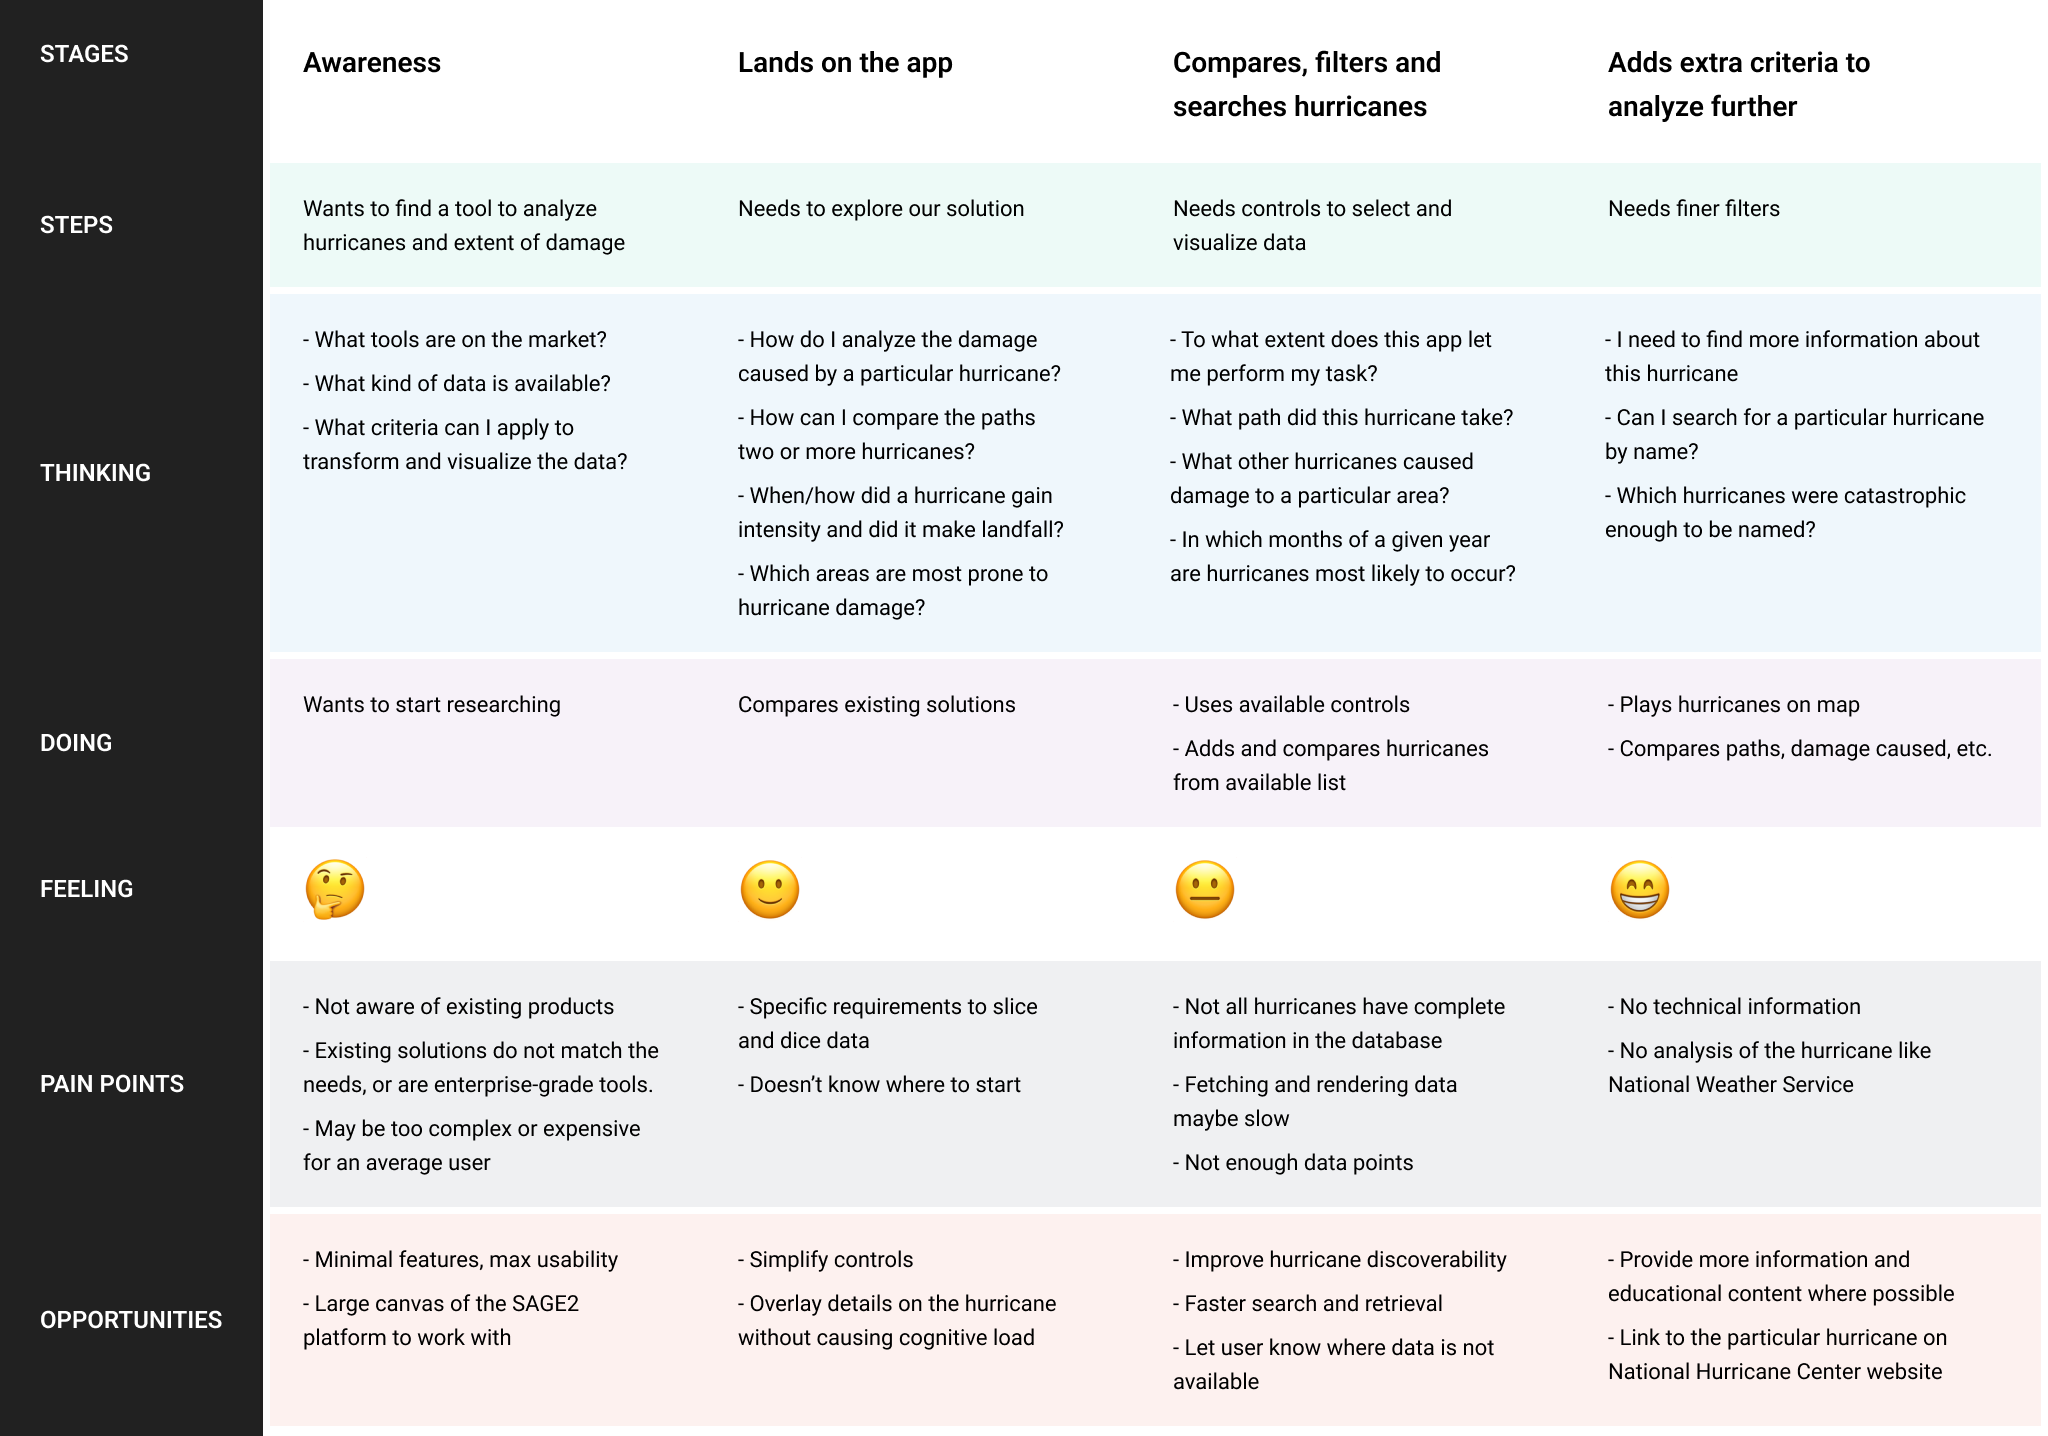 STAGES
Awareness
Lands on the app
Compares, filters and
searches hurricanes
Adds extra criteria to
analyze further
STEPS
Wants to find a tool to analyze
hurricanes and extent of damage
Needs to explore our solution
Needs controls to select and
visualize data
Needs finer filters
THINKING
- What tools are on the market?
- What kind of data is available?
- What criteria can I apply to
transform and visualize the data?
- How do I analyze the damage
caused by a particular hurricane?
- How can I compare the paths
two or more hurricanes?
- When/how did a hurricane gain
intensity and did it make landfall?
- Which areas are most prone to
hurricane damage?
- To what extent does this app let
me perform my task?
- What path did this hurricane take?
- What other hurricanes caused
damage to a particular area?
- In which months of a given year
are hurricanes most likely to occur?
- I need to find more information about
this hurricane
- Can I search for a particular hurricane
by name?
- Which hurricanes were catastrophic
enough to be named?
DOING
Wants to start researching
Compares existing solutions
- Uses available controls
- Adds and compares hurricanes
from available list
- Plays hurricanes on map
- Compares paths, damage caused, etc.
FEELING
PAIN POINTS
- Not aware of existing products
- Existing solutions do not match the
needs, or are enterprise-grade tools.
- May be too complex or expensive
for an average user
- Specific requirements to slice
and dice data
- Doesn’t know where to start
- Not all hurricanes have complete
information in the database
- Fetching and rendering data
maybe slow
- Not enough data points
- No technical information
- No analysis of the hurricane like
National Weather Service
OPPORTUNITIES
- Minimal features, max usability
- Large canvas of the SAGE2
platform to work with
- Simplify controls
- Overlay details on the hurricane
without causing cognitive load
- Improve hurricane discoverability
- Faster search and retrieval
- Let user know where data is not
available
- Provide more information and
educational content where possible
- Link to the particular hurricane on
National Hurricane Center website